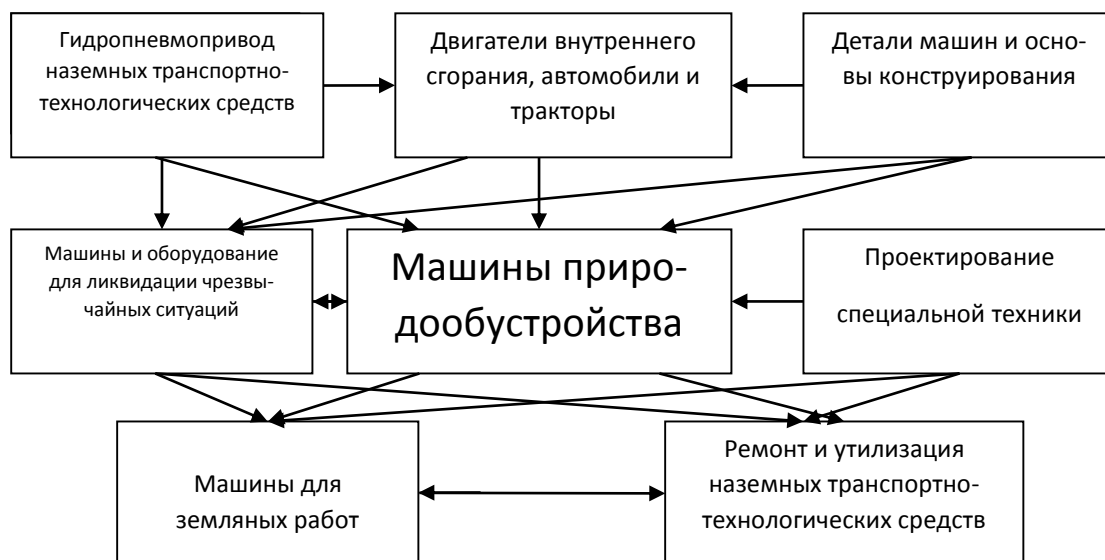 Гидропневмопривод
наземных транспортно-
технологических средств
Двигатели внутреннего
сгорания, автомобили и
тракторы
Детали машин и осно-
вы конструирования
Машины и оборудование
для ликвидации чрезвы-
чайных ситуаций
Машины приро-
дообустройства
Проектирование
специальной техники
Машины для
земляных работ
Ремонт и утилизация
наземных транспортно-
технологических средств